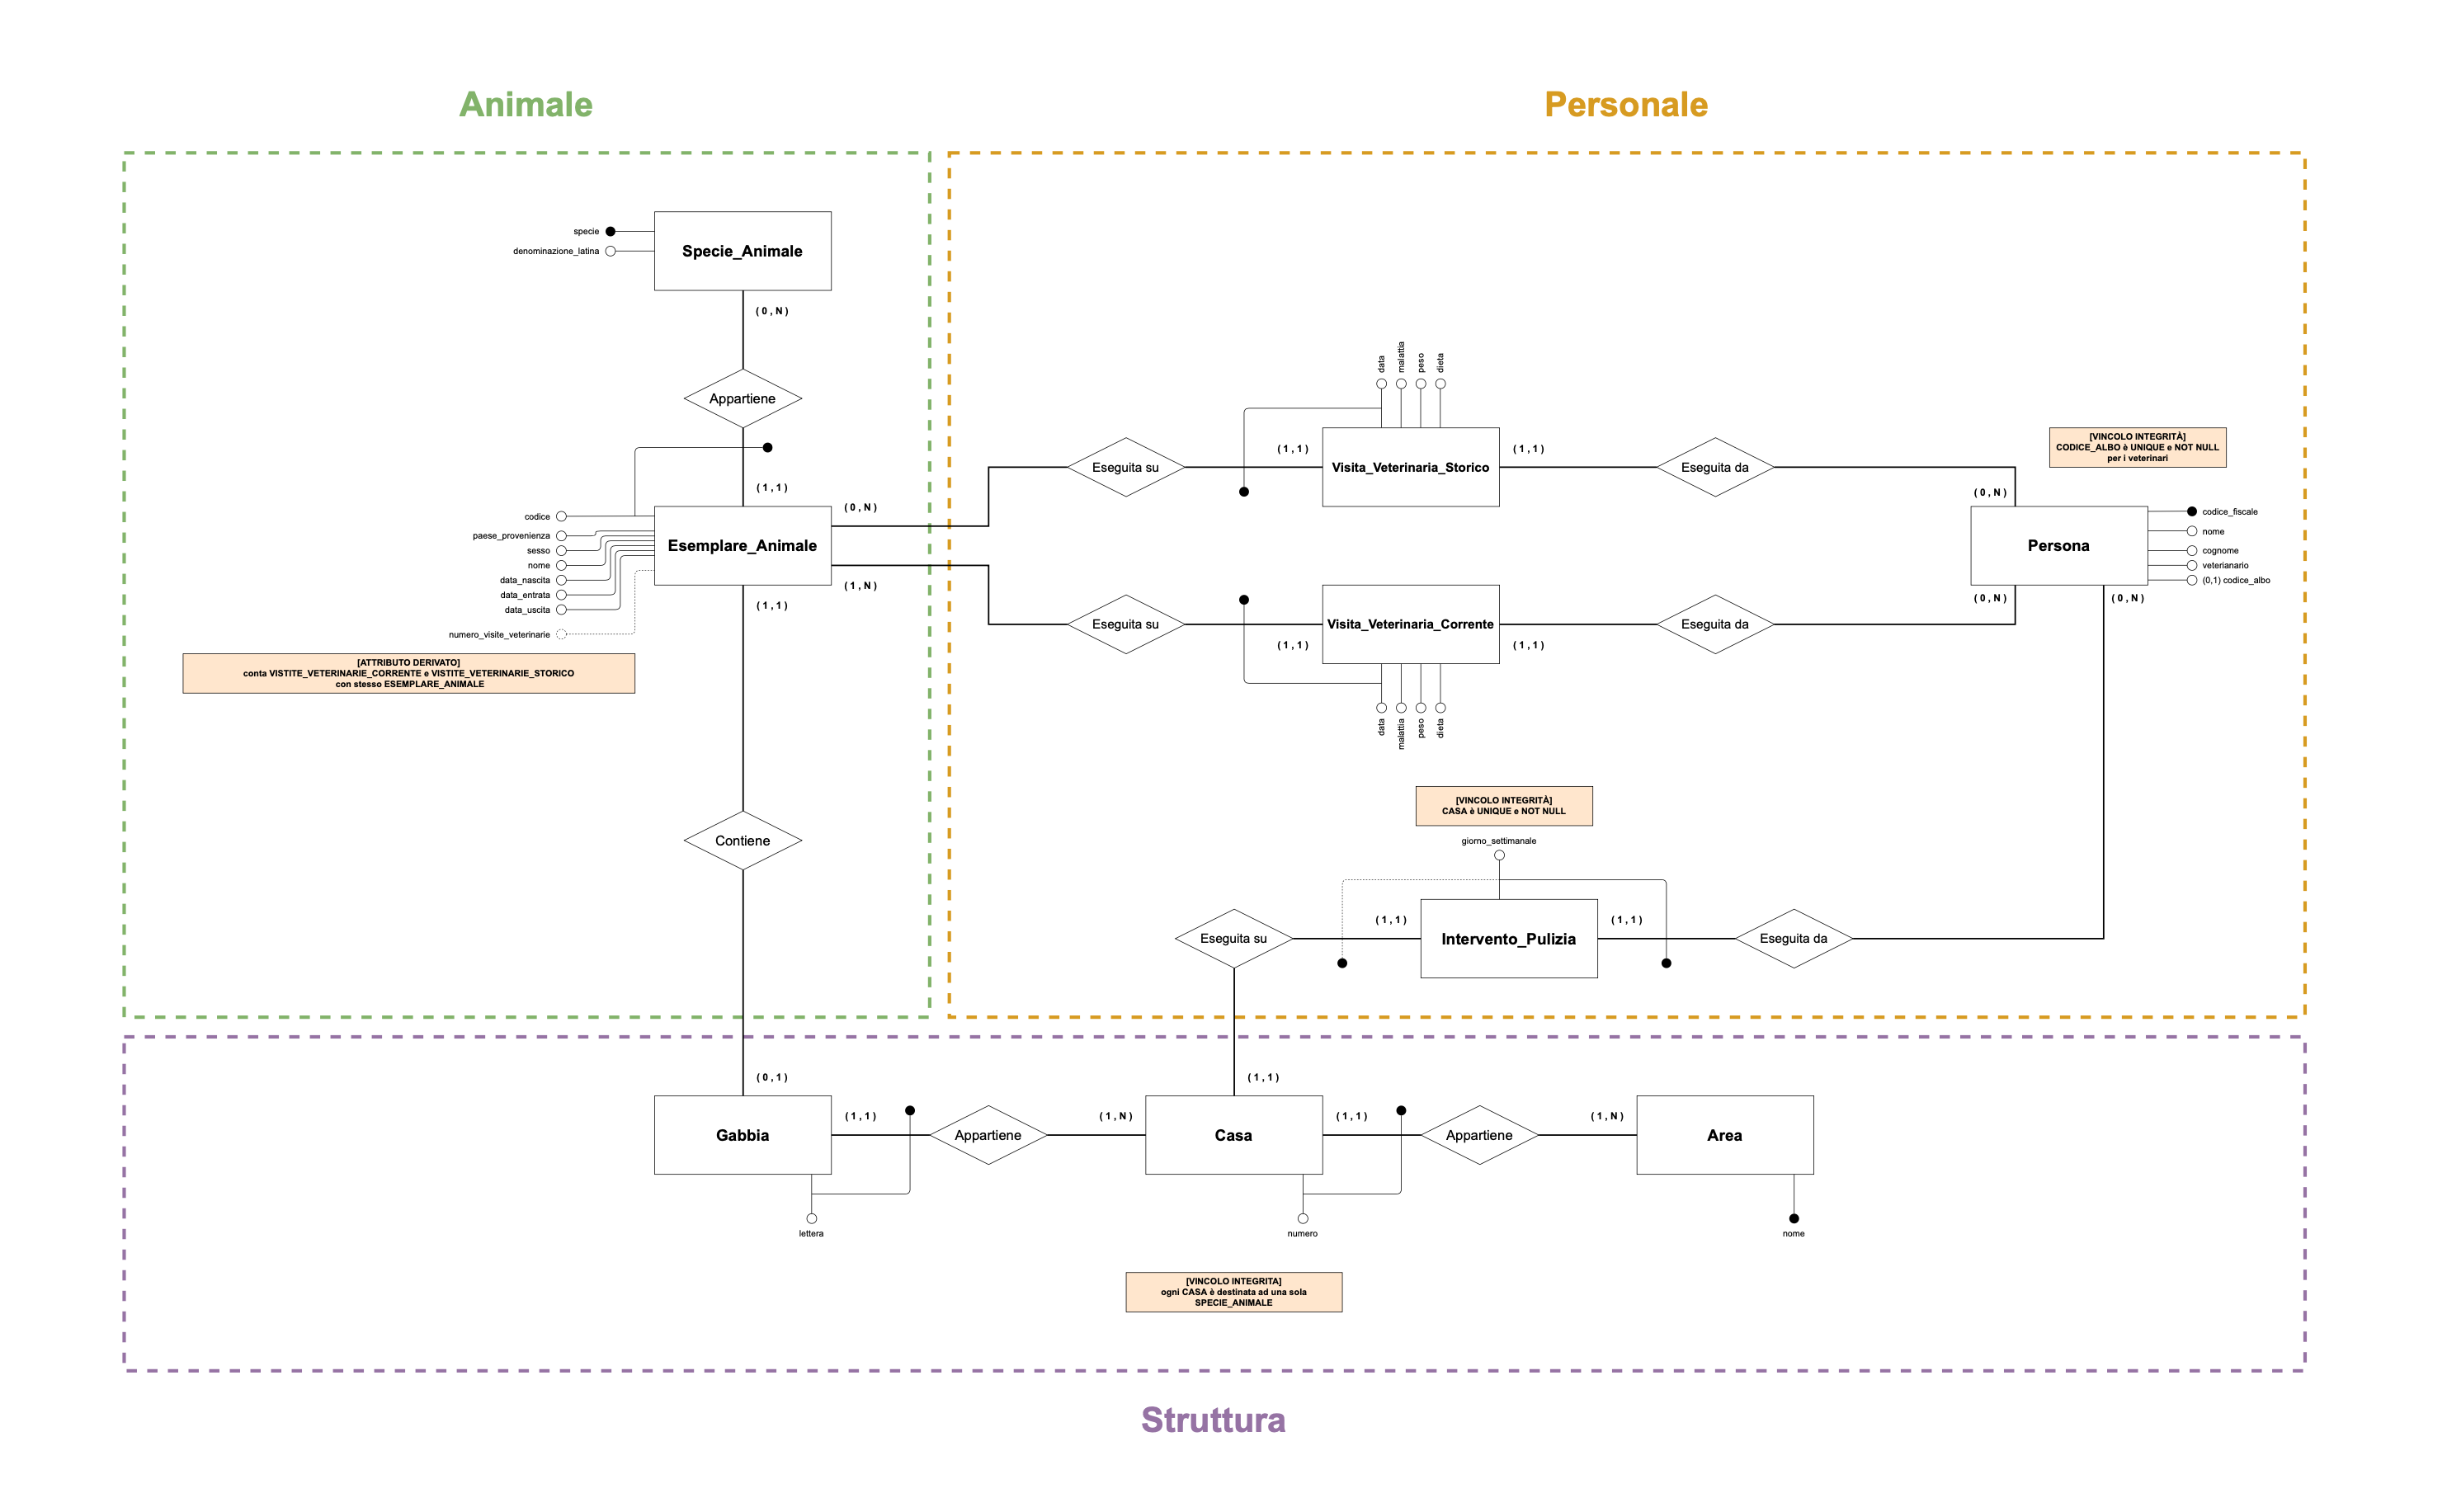 Animale
Personale
specie
denominazione_latina
Specie_Animale
( 0 , N )
Appartiene
( 1 , 1 )
codice
paese_provenienza
sesso
nome
data_nascita
data_entrata
data_uscita
numero_visite_veterinarie
Esemplare_Animale
( 0 , N )
( 1 , N )
( 1 , 1 )
[ATTRIBUTO DERIVATO]
conta VISTITE_VETERINARIE_CORRENTE e VISTITE_VETERINARIE_STORICO
con stesso ESEMPLARE_ANIMALE
Contiene
data
malattia
peso
dieta
Eseguita su
( 1 , 1 )
Visita_Veterinaria_Storico
( 1 , 1 )
Eseguita da
( 0 , N )
[VINCOLO INTEGRITÀ]
CODICE_ALBO è UNIQUE e NOT NULL
per i veterinari
Persona
codice_fiscale
nome
cognome
veterianario
(0,1) codice_albo
Eseguita su
( 1 , 1 )
Visita_Veterinaria_Corrente
( 1 , 1 )
Eseguita da
( 0 , N )
( 0 , N )
data
malattia
peso
dieta
[VINCOLO INTEGRITÀ]
CASA è UNIQUE e NOT NULL
giorno_settimanale
Eseguita su
( 1 , 1 )
Intervento_Pulizia
( 1 , 1 )
Eseguita da
( 0 , 1 )
( 1 , 1 )
Gabbia
( 1 , 1 )
Appartiene
( 1 , N )
Casa
( 1 , 1 )
Appartiene
( 1 , N )
Area
lettera
numero
nome
[VINCOLO INTEGRITA]
ogni CASA è destinata ad una sola
SPECIE_ANIMALE
Struttura